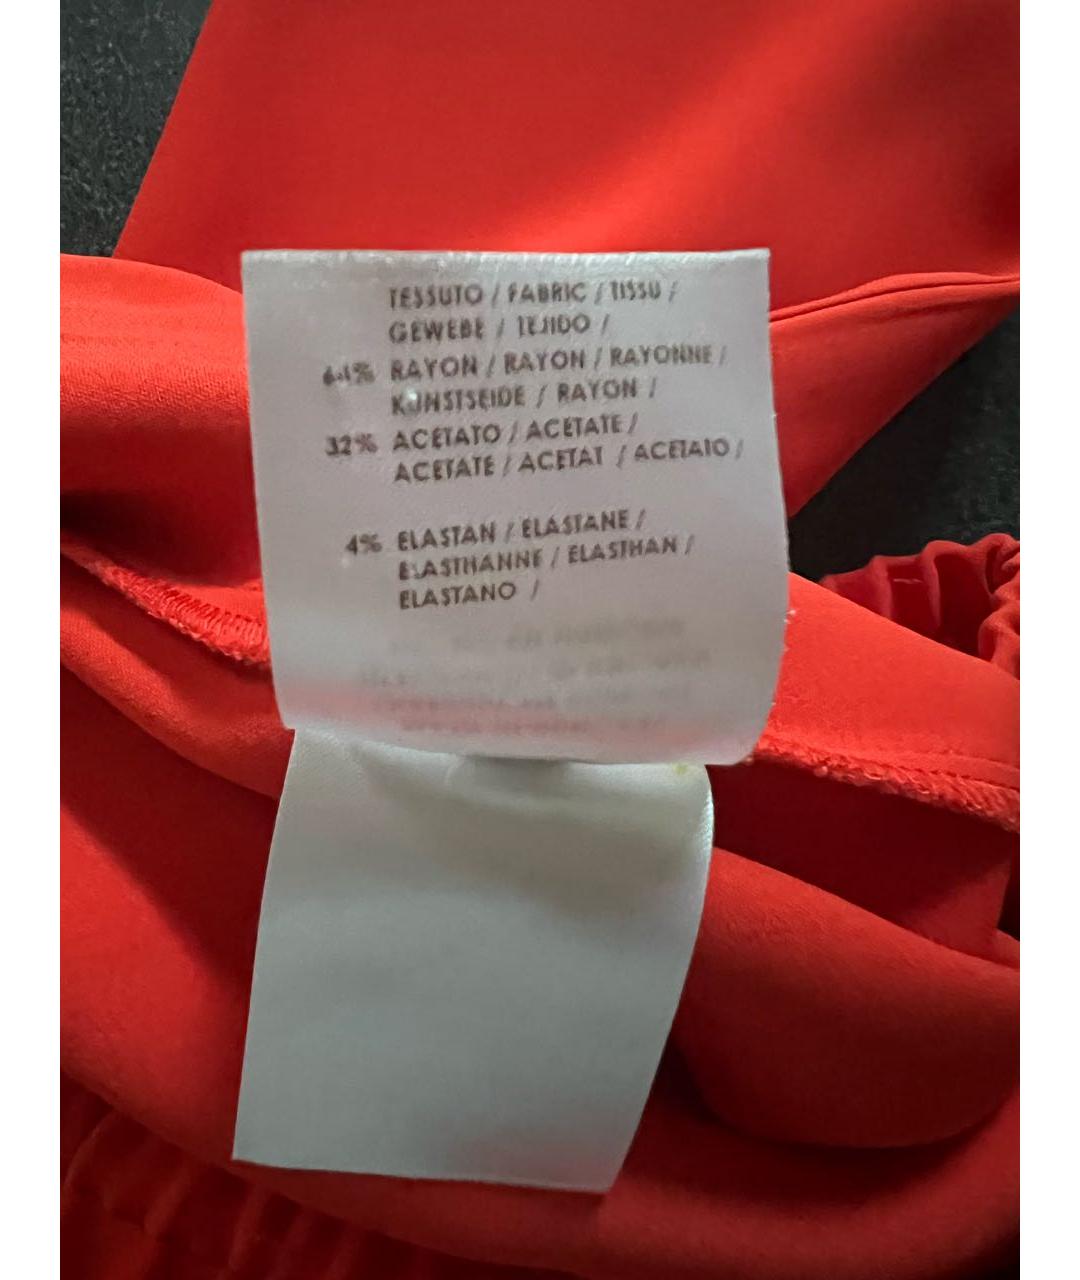 TESSUTO / FABRIC / TISSU /
GEWEBE / TEJIDO /
64% RAYON / RAYON / RAYONNE /
KUNSTSEIDE / RAYON /
32% ACETATO / ACETATE /
ACETATE / ACETAT / ACETATO /
4% ELASTAN / ELASTANE /
ELASTHANNE / ELASTHAN /
ELASTANO /